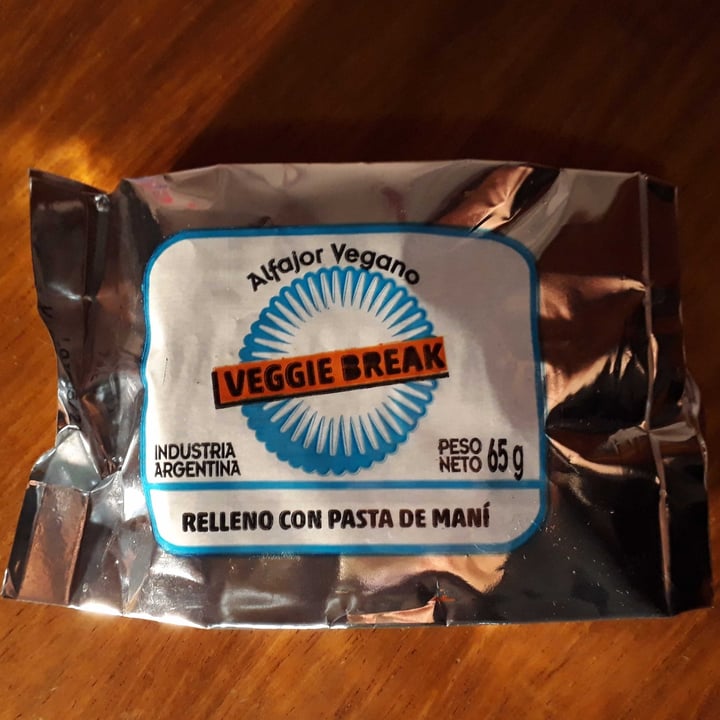 Alfajor Vegano
VEGGIE BREAK
INDUSTRIA
ARGENTINA
PESO
NETO 65 g
RELLENO CON PASTA DE MANÍ